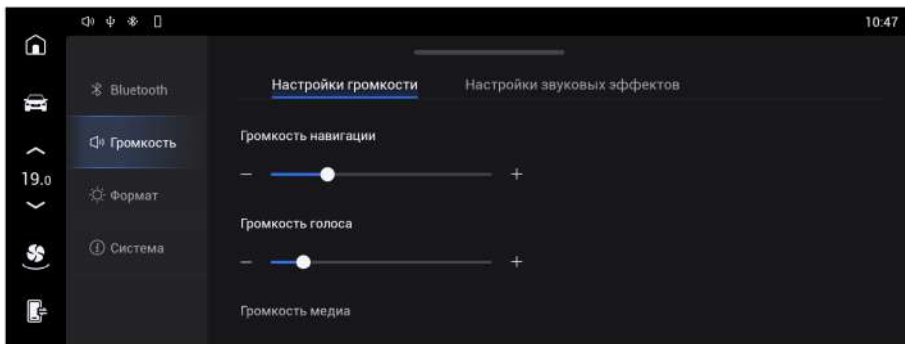 10:47
Bluetooth
Настройки громкости
Настройки звуковых эффектов
Громкость
Громкость навигации
19.0
Формат
Громкость голоса
Система
Громкость медиа